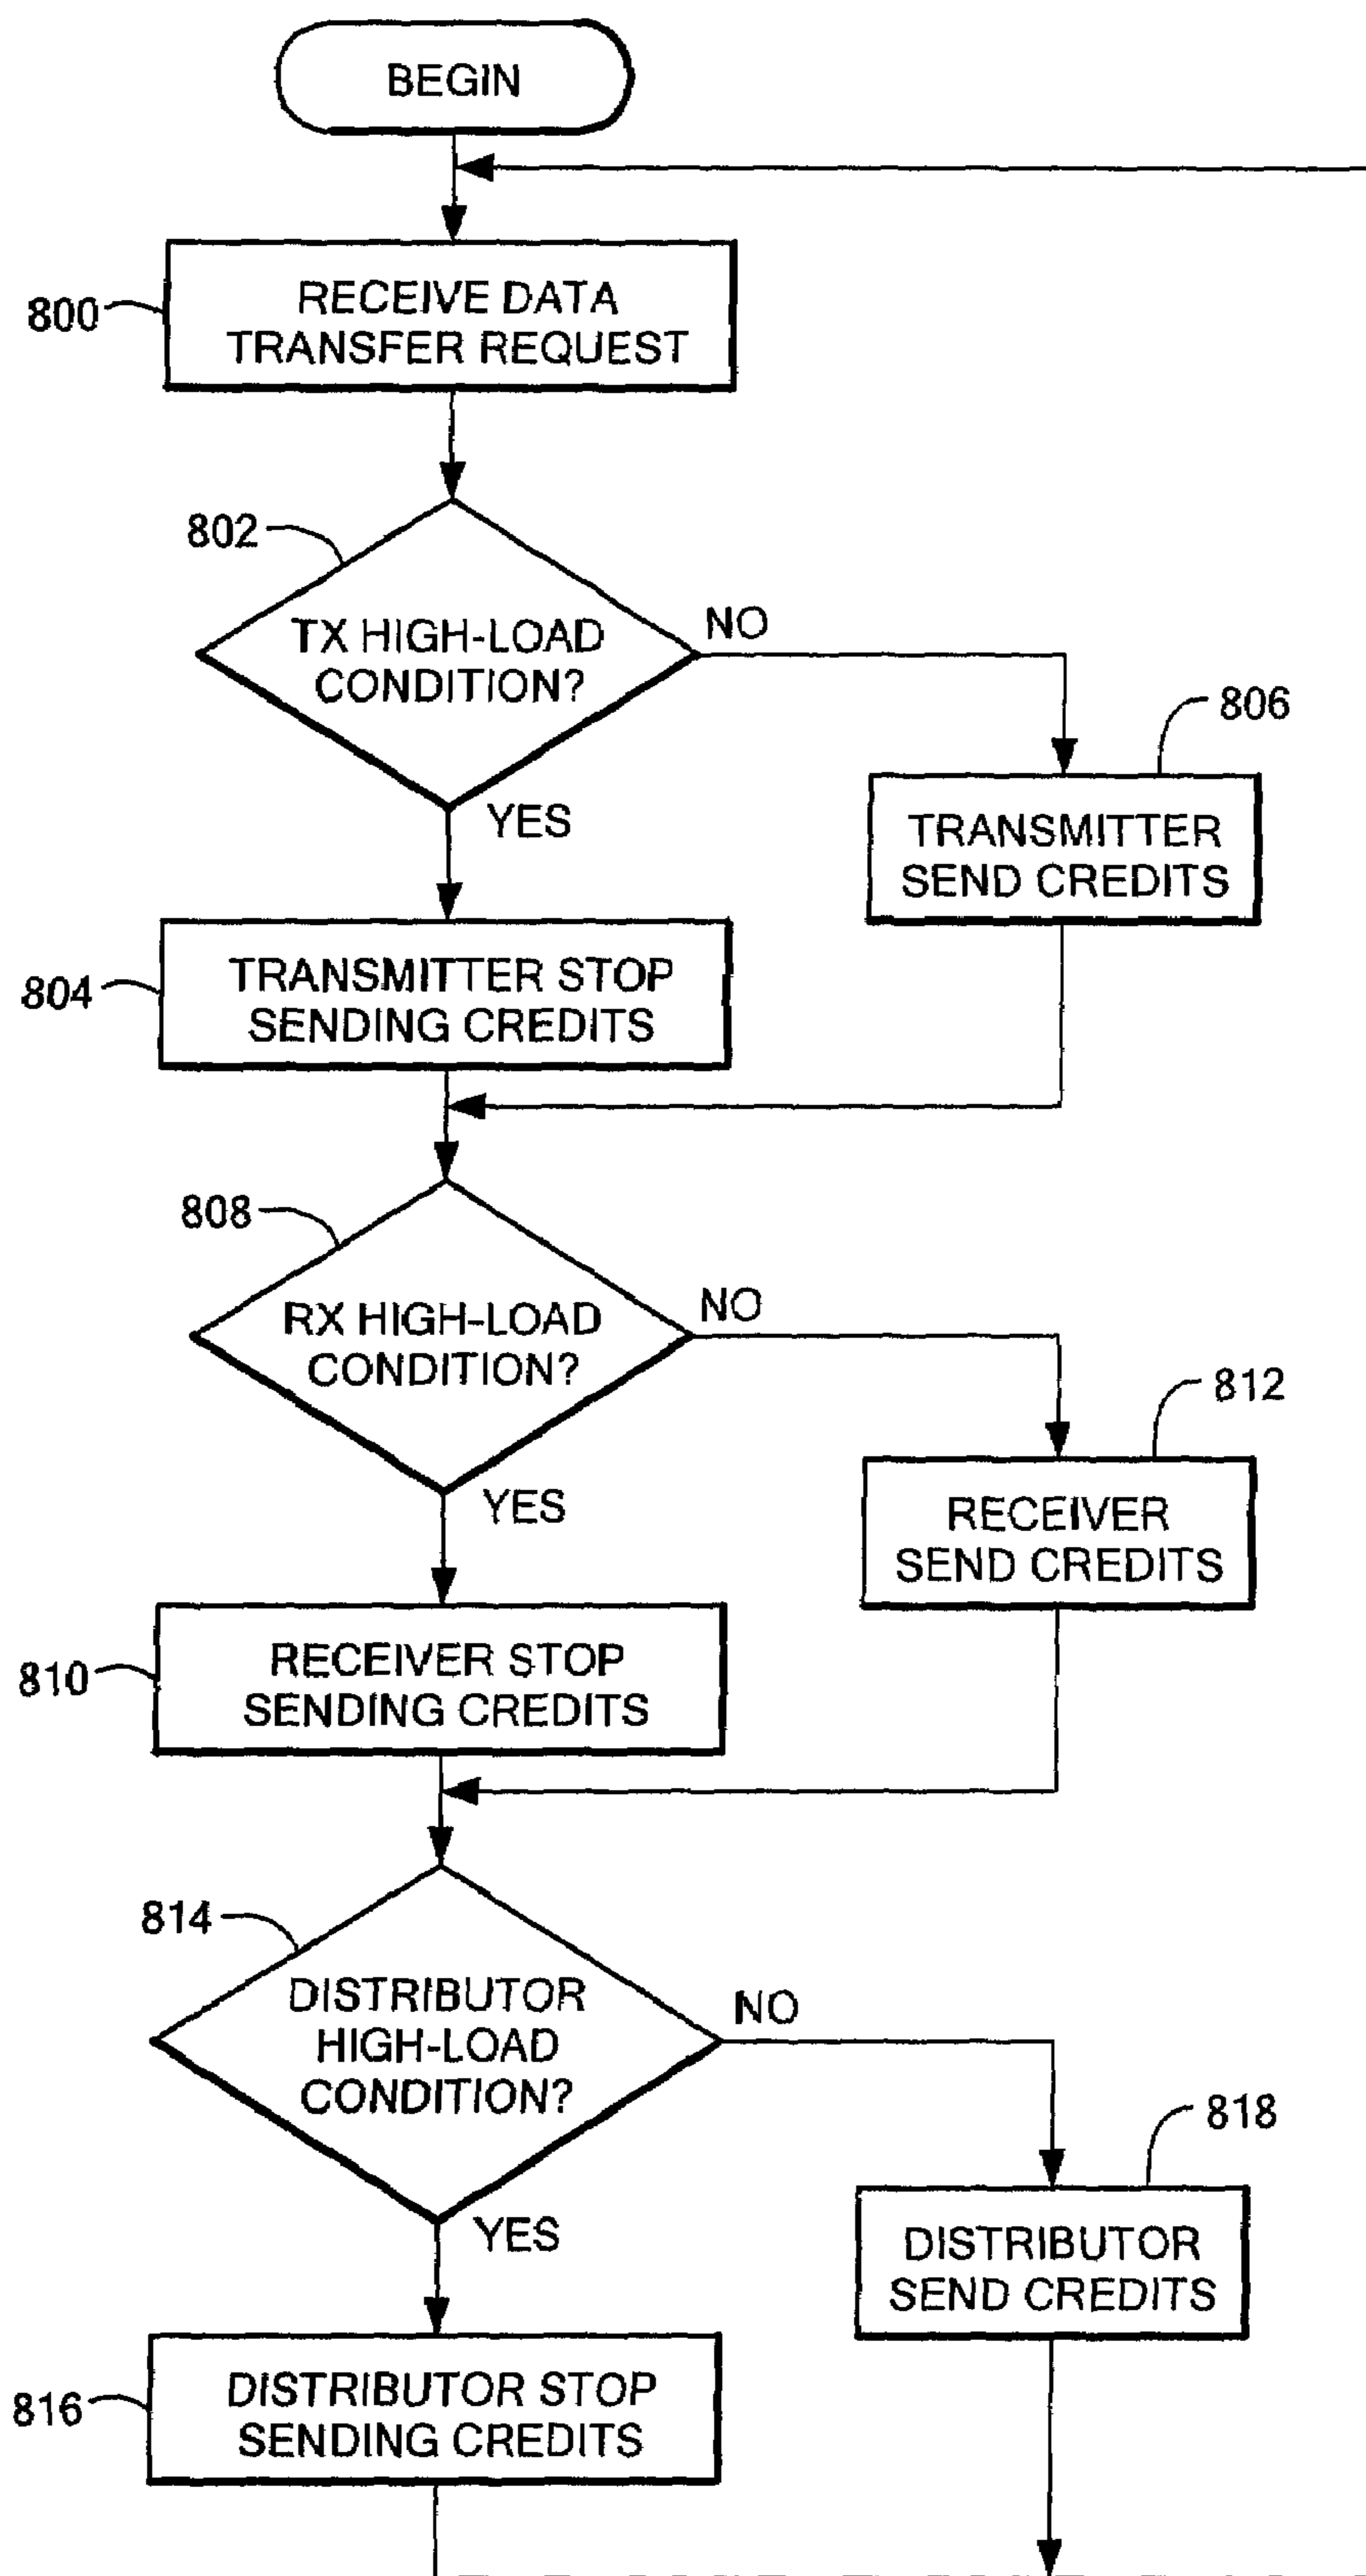 BEGIN
800
RECEIVE DATA
TRANSFER REQUEST
802
TX HIGH-LOAD
CONDITION?
NO
YES
806
TRANSMITTER
SEND CREDITS
804
TRANSMITTER STOP
SENDING CREDITS
808
RX HIGH-LOAD
CONDITION?
NO
YES
812
RECEIVER
SEND CREDITS
810
RECEIVER STOP
SENDING CREDITS
814
DISTRIBUTOR
HIGH-LOAD
CONDITION?
NO
YES
818
DISTRIBUTOR
SEND CREDITS
816
DISTRIBUTOR STOP
SENDING CREDITS